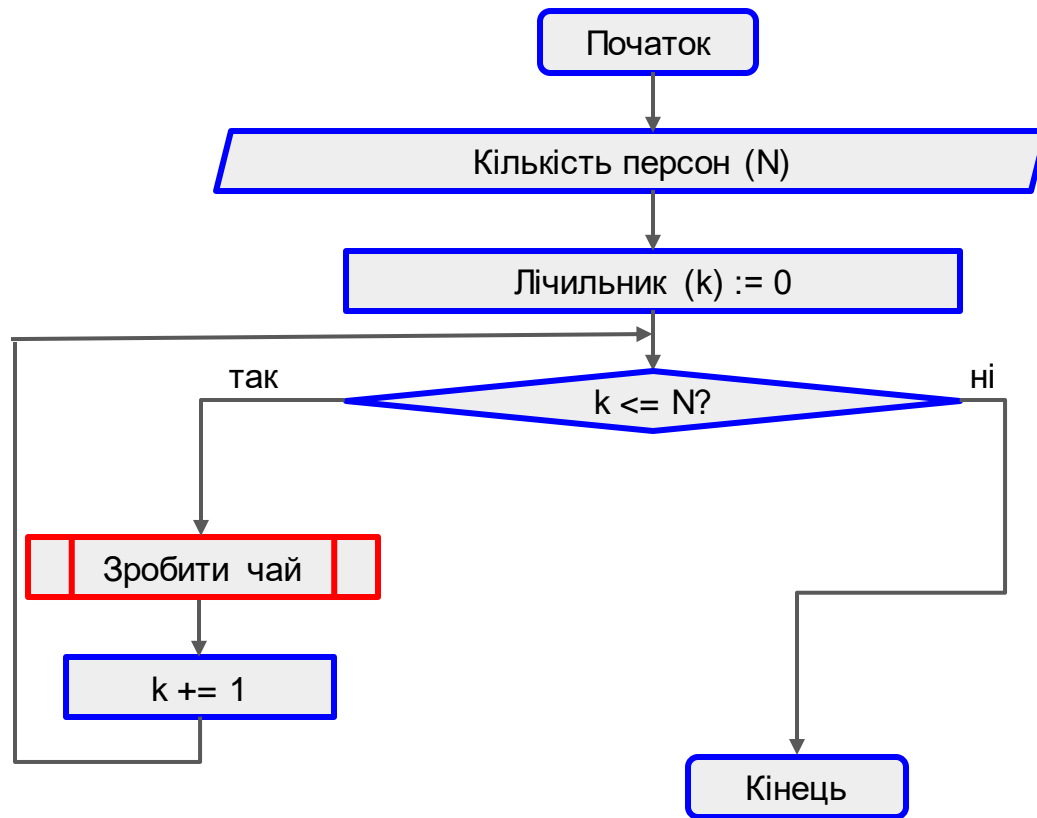 Початок
Кількість персон (N)
Лічильник (k) := 0
так
ні
k <= N?
Зробити чай
k += 1
Кінець